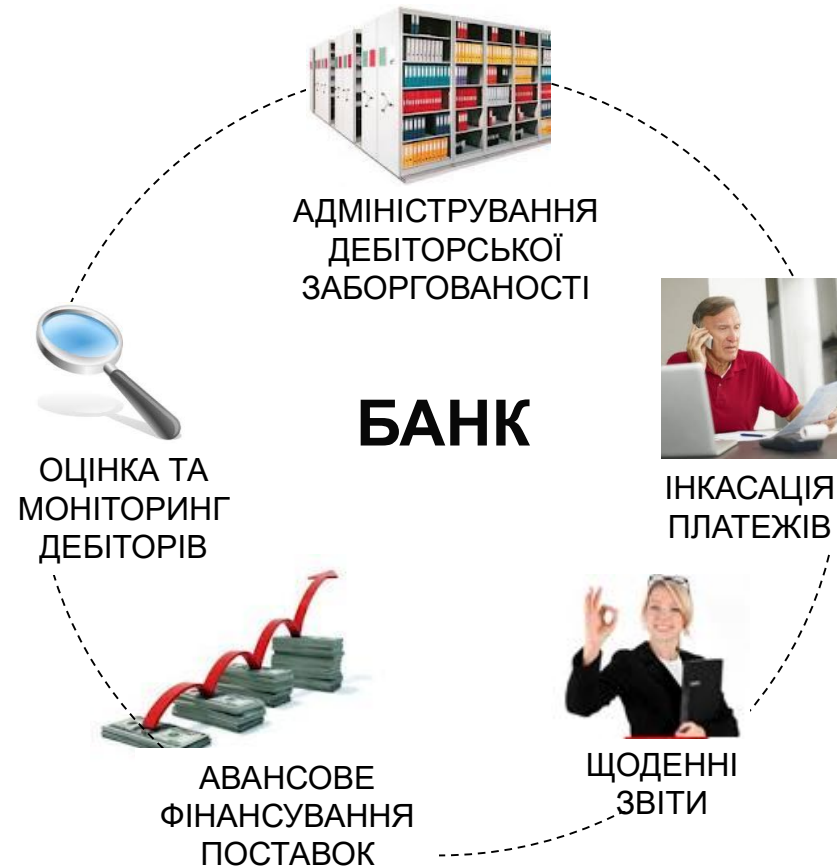 АДМІНІСТРУВАННЯ
ДЕБІТОРСЬКОЇ
ЗАБОРГОВАНОСТІ
БАНК
ІНКАСАЦІЯ
ПЛАТЕЖІВ
ЩОДЕННІ
ЗВІТИ
АВАНСОВЕ
ФІНАНСУВАННЯ
ПОСТАВОК
ОЦІНКА ТА
МОНІТОРИНГ
ДЕБІТОРІВ